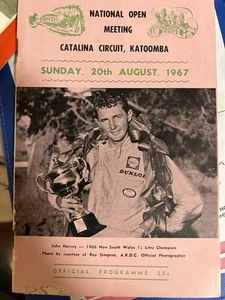 NATIONAL OPEN
MEETING
CATALINA CIRCUIT, KATOOMBA
SUNDAY, 20th AUGUST, 1967
DUNLOP
John Harvey — 1966 New South Wales 1½ Litre Champion
Photo by courtesy of Ray Simpson, A.R.D.C. Official Photographer
OFFICIAL PROGRAMME 20c